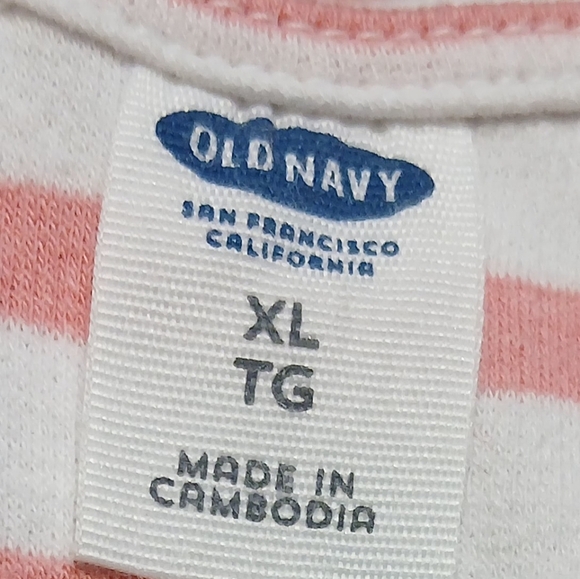 OLD NAVY
SAN FRANCISCO
CALIFORNIA
XL
TG
MADE IN
CAMBODIA